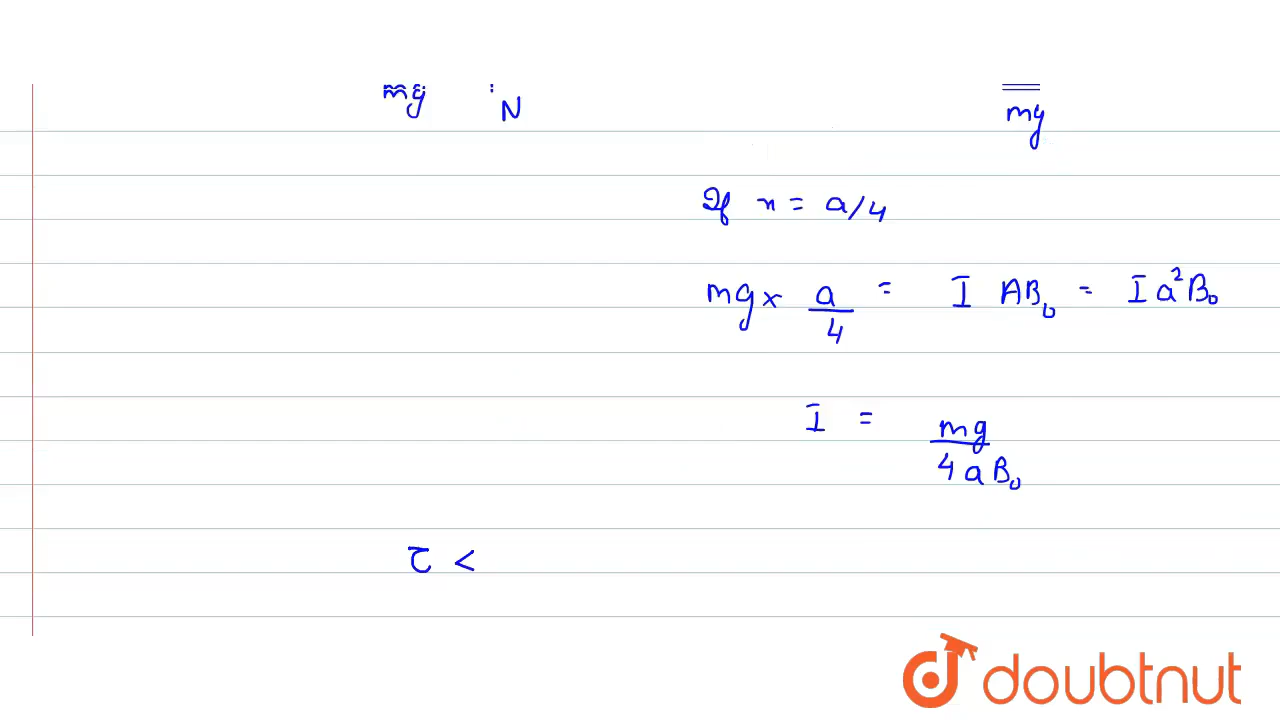 mg N mg
If x = a/4
mg × a/4 = I AB₀ = I a²B₀
I = mg/4aB₀
τ <
doubtnut